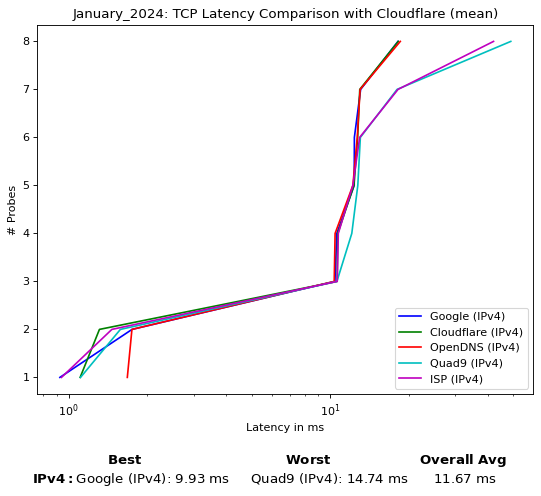 January_2024: TCP Latency Comparison with Cloudflare (mean)
8
7
6
5
4
3
2
1
# Probes
10⁰ 10¹
Latency in ms
Google (IPv4)
Cloudflare (IPv4)
OpenDNS (IPv4)
Quad9 (IPv4)
ISP (IPv4)
Best Worst Overall Avg
IPv4: Google (IPv4): 9.93 ms Quad9 (IPv4): 14.74 ms 11.67 ms